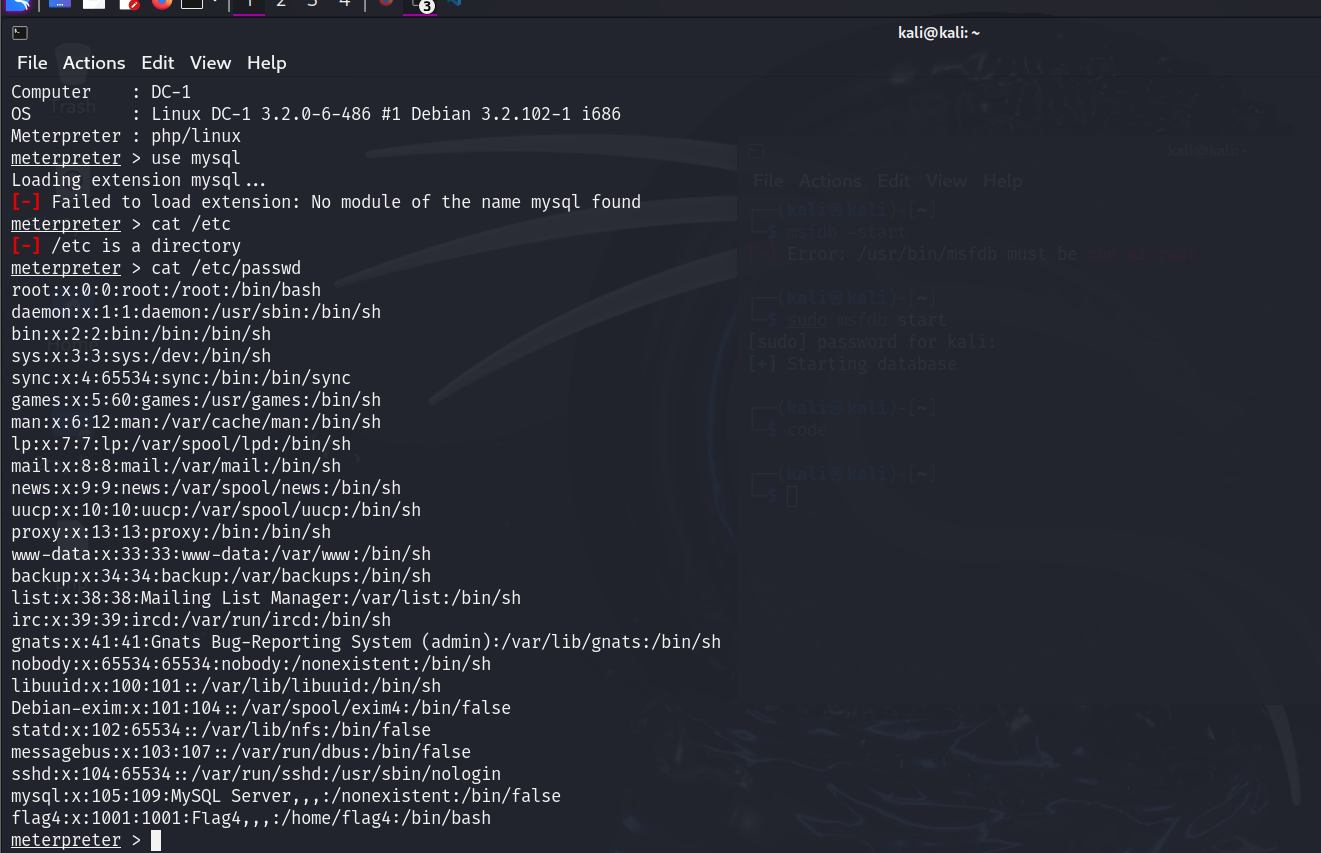 1 2 3 4
3
kali@kali: ~
File Actions Edit View Help
Computer : DC-1
OS : Linux DC-1 3.2.0-6-486 #1 Debian 3.2.102-1 i686
Meterpreter : php/linux
meterpreter > use mysql
Loading extension mysql...
[-] Failed to load extension: No module of the name mysql found
meterpreter > cat /etc
[-] /etc is a directory
meterpreter > cat /etc/passwd
root:x:0:0:root:/root:/bin/bash
daemon:x:1:1:daemon:/usr/sbin:/bin/sh
bin:x:2:2:bin:/bin:/bin/sh
sys:x:3:3:sys:/dev:/bin/sh
sync:x:4:65534:sync:/bin:/bin/sync
games:x:5:60:games:/usr/games:/bin/sh
man:x:6:12:man:/var/cache/man:/bin/sh
lp:x:7:7:lp:/var/spool/lpd:/bin/sh
mail:x:8:8:mail:/var/mail:/bin/sh
news:x:9:9:news:/var/spool/news:/bin/sh
uucp:x:10:10:uucp:/var/spool/uucp:/bin/sh
proxy:x:13:13:proxy:/bin:/bin/sh
www-data:x:33:33:www-data:/var/www:/bin/sh
backup:x:34:34:backup:/var/backups:/bin/sh
list:x:38:38:Mailing List Manager:/var/list:/bin/sh
irc:x:39:39:ircd:/var/run/ircd:/bin/sh
gnats:x:41:41:Gnats Bug-Reporting System (admin):/var/lib/gnats:/bin/sh
nobody:x:65534:65534:nobody:/nonexistent:/bin/sh
libuuid:x:100:101::/var/lib/libuuid:/bin/sh
Debian-exim:x:101:104::/var/spool/exim4:/bin/false
statd:x:102:65534::/var/lib/nfs:/bin/false
messagebus:x:103:107::/var/run/dbus:/bin/false
sshd:x:104:65534::/var/run/sshd:/usr/sbin/nologin
mysql:x:105:109:MySQL Server,,,:/nonexistent:/bin/false
flag4:x:1001:1001:Flag4,,,:/home/flag4:/bin/bash
meterpreter >
Trash
kali@kali: ~
File Actions Edit View Help
(kali㉿kali)-[~]
$ msfdb start
Error: /usr/bin/msfdb must be run as root
(kali㉿kali)-[~]
$ sudo msfdb start
[sudo] password for kali:
[+] Starting database
(kali㉿kali)-[~]
$ code
(kali㉿kali)-[~]
$